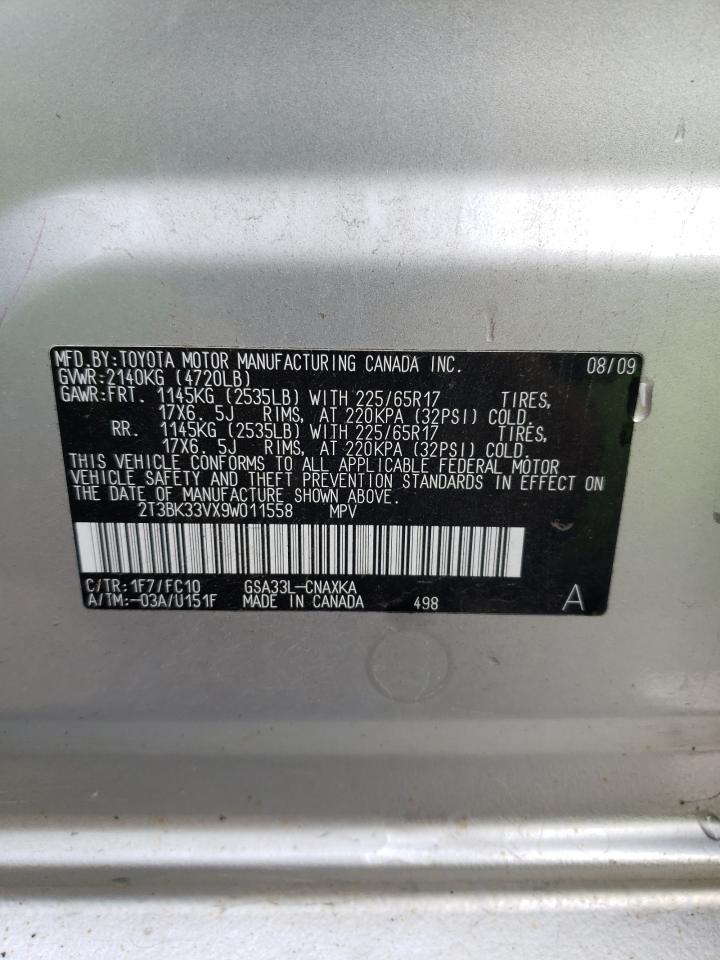 MFD.BY:TOYOTA MOTOR MANUFACTURING CANADA INC. 08/09
GVWR:2140KG (4720LB)
GAWR:FRT. 1145KG (2535LB) WITH 225/65R17 TIRES,
17X6. 5J RIMS, AT 220KPA (32PSI) COLD.
RR. 1145KG (2535LB) WITH 225/65R17 TIRES,
17X6. 5J RIMS, AT 220KPA (32PSI) COLD.
THIS VEHICLE CONFORMS TO ALL APPLICABLE FEDERAL MOTOR
VEHICLE SAFETY AND THEFT PREVENTION STANDARDS IN EFFECT ON
THE DATE OF MANUFACTURE SHOWN ABOVE.
2T3BK33VX9W011558 MPV
C/TR:1F7/FC10 GSA33L-CNAXKA
A/TM:-03A/U151F MADE IN CANADA 498 A